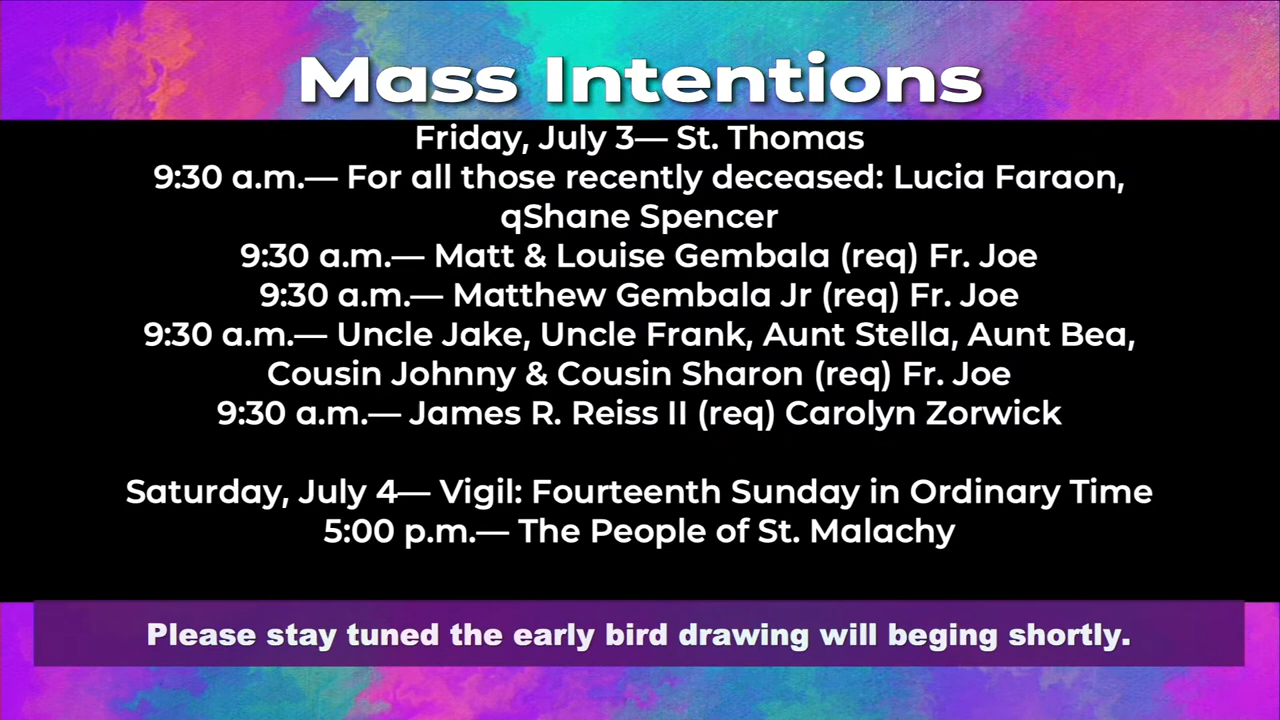 Mass Intentions
Friday, July 3— St. Thomas
9:30 a.m.— For all those recently deceased: Lucia Faraon,
qShane Spencer
9:30 a.m.— Matt & Louise Gembala (req) Fr. Joe
9:30 a.m.— Matthew Gembala Jr (req) Fr. Joe
9:30 a.m.— Uncle Jake, Uncle Frank, Aunt Stella, Aunt Bea,
Cousin Johnny & Cousin Sharon (req) Fr. Joe
9:30 a.m.— James R. Reiss II (req) Carolyn Zorwick
Saturday, July 4— Vigil: Fourteenth Sunday in Ordinary Time
5:00 p.m.— The People of St. Malachy
Please stay tuned the early bird drawing will beging shortly.